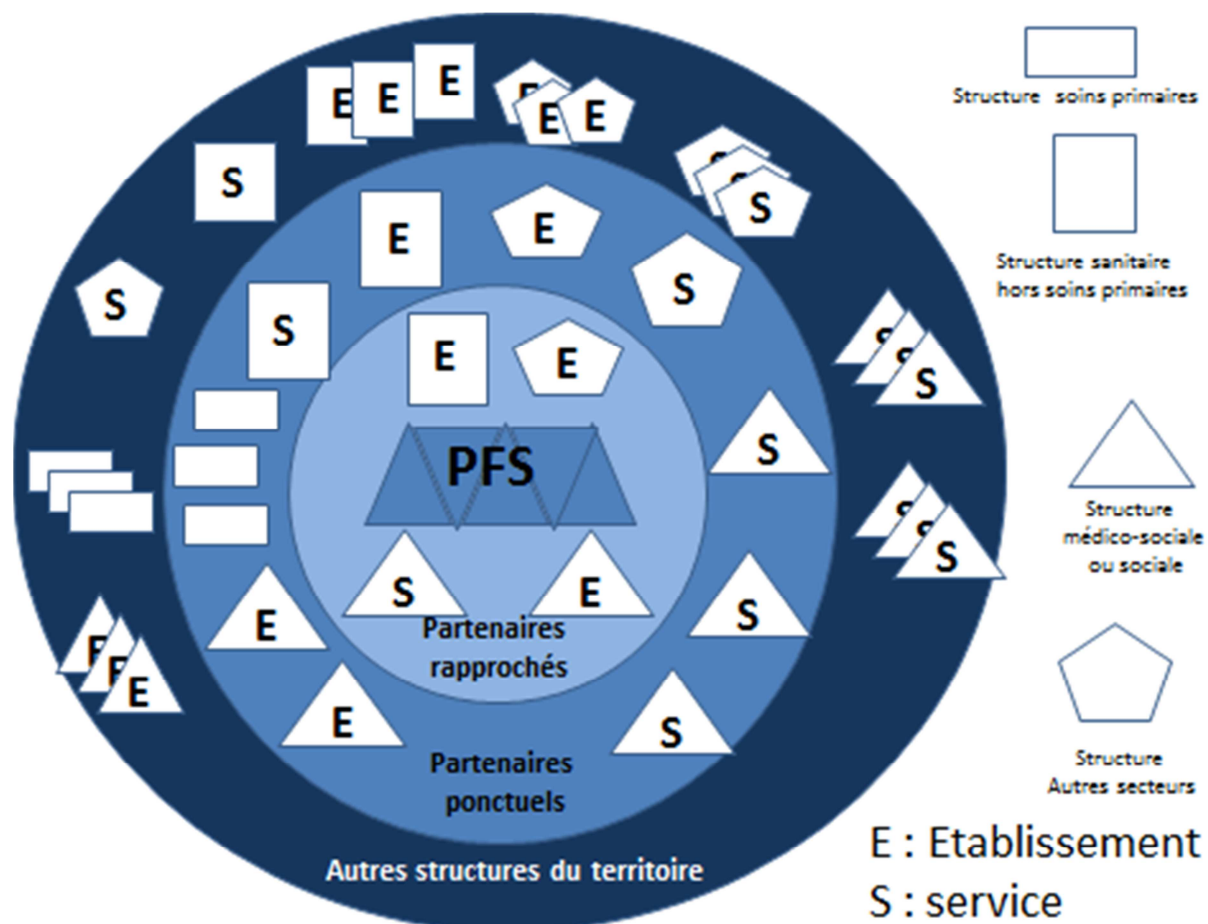 E
E
E
E
E
E
S
S
S
S
E
E
S
S
S
S
S
S
E
E
PFS
S
S
S
S
S
E
S
S
E
E
E
E
E
S
S
Partenaires
rapprochés
Partenaires
ponctuels
Autres structures du territoire
Structure soins primaires
Structure sanitaire
hors soins primaires
Structure
médico-sociale
ou sociale
Structure
Autres secteurs
E : Etablissement
S : service